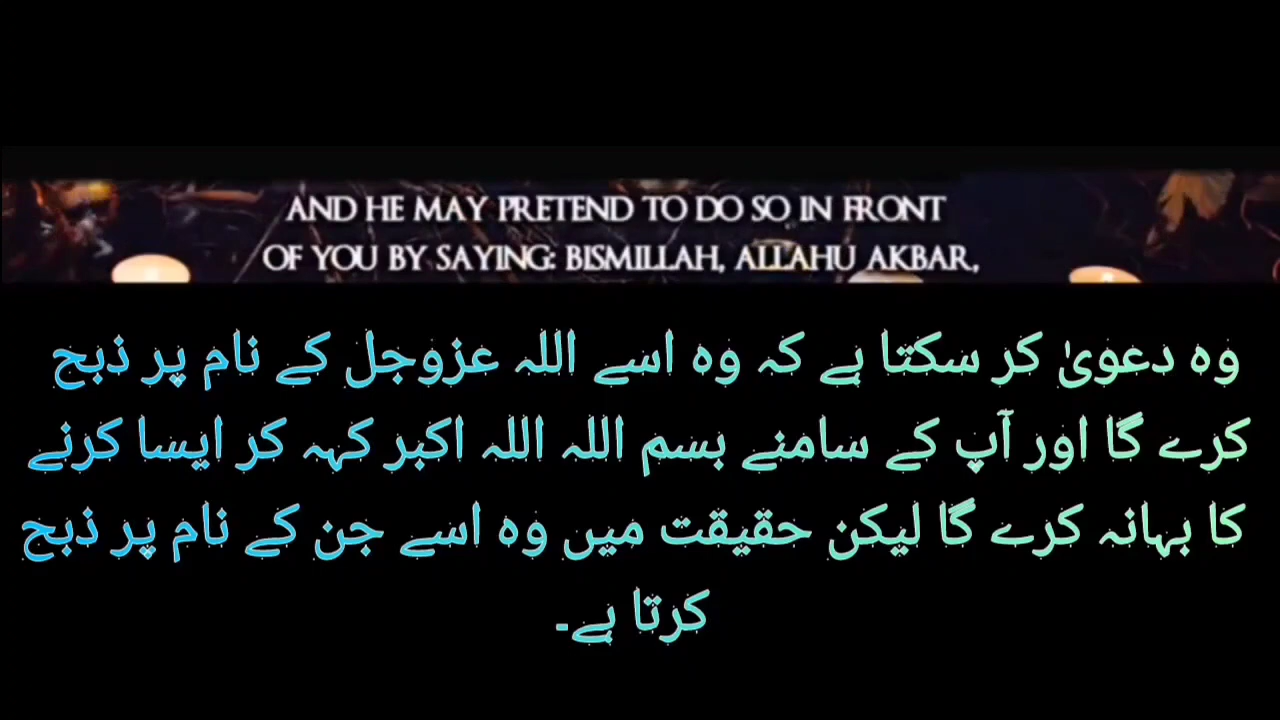 AND HE MAY PRETEND TO DO SO IN FRONT
OF YOU BY SAYING: BISMILLAH, ALLAHU AKBAR,
وہ دعویٰ کر سکتا ہے کہ وہ اسے اللہ عزوجل کے نام پر ذبح
کرے گا اور آپ کے سامنے بسم اللہ اللہ اکبر کہہ کر ایسا کرنے
کا بہانہ کرے گا لیکن حقیقت میں وہ اسے جن کے نام پر ذبح
کرتا ہے۔